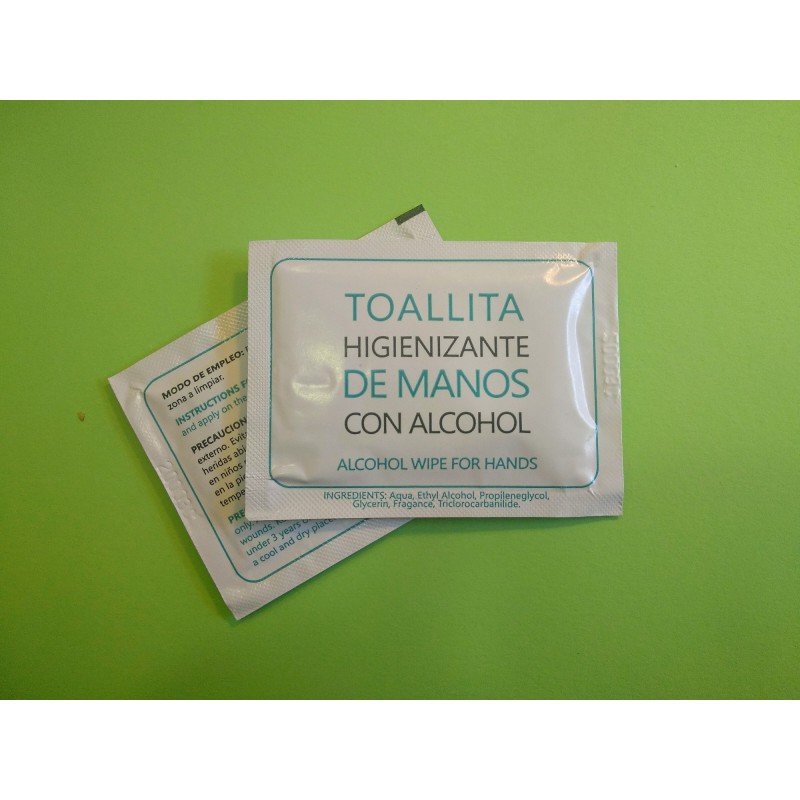 TOALLITA
HIGIENIZANTE
DE MANOS
CON ALCOHOL
ALCOHOL WIPE FOR HANDS
INGREDIENTS: Aqua, Ethyl Alcohol, Propileneglycol,
Glycerin, Fragance, Triclorocarbanilide.
MODO DE EMPLEO:
zona a limpiar.
INSTRUCTIONS
and apply on the
PRECAUCION
externo. Evit
heridas abi
en niños
en la pie
tempe
PRE
only.
wounds.
under 3 years
a cool and dry place